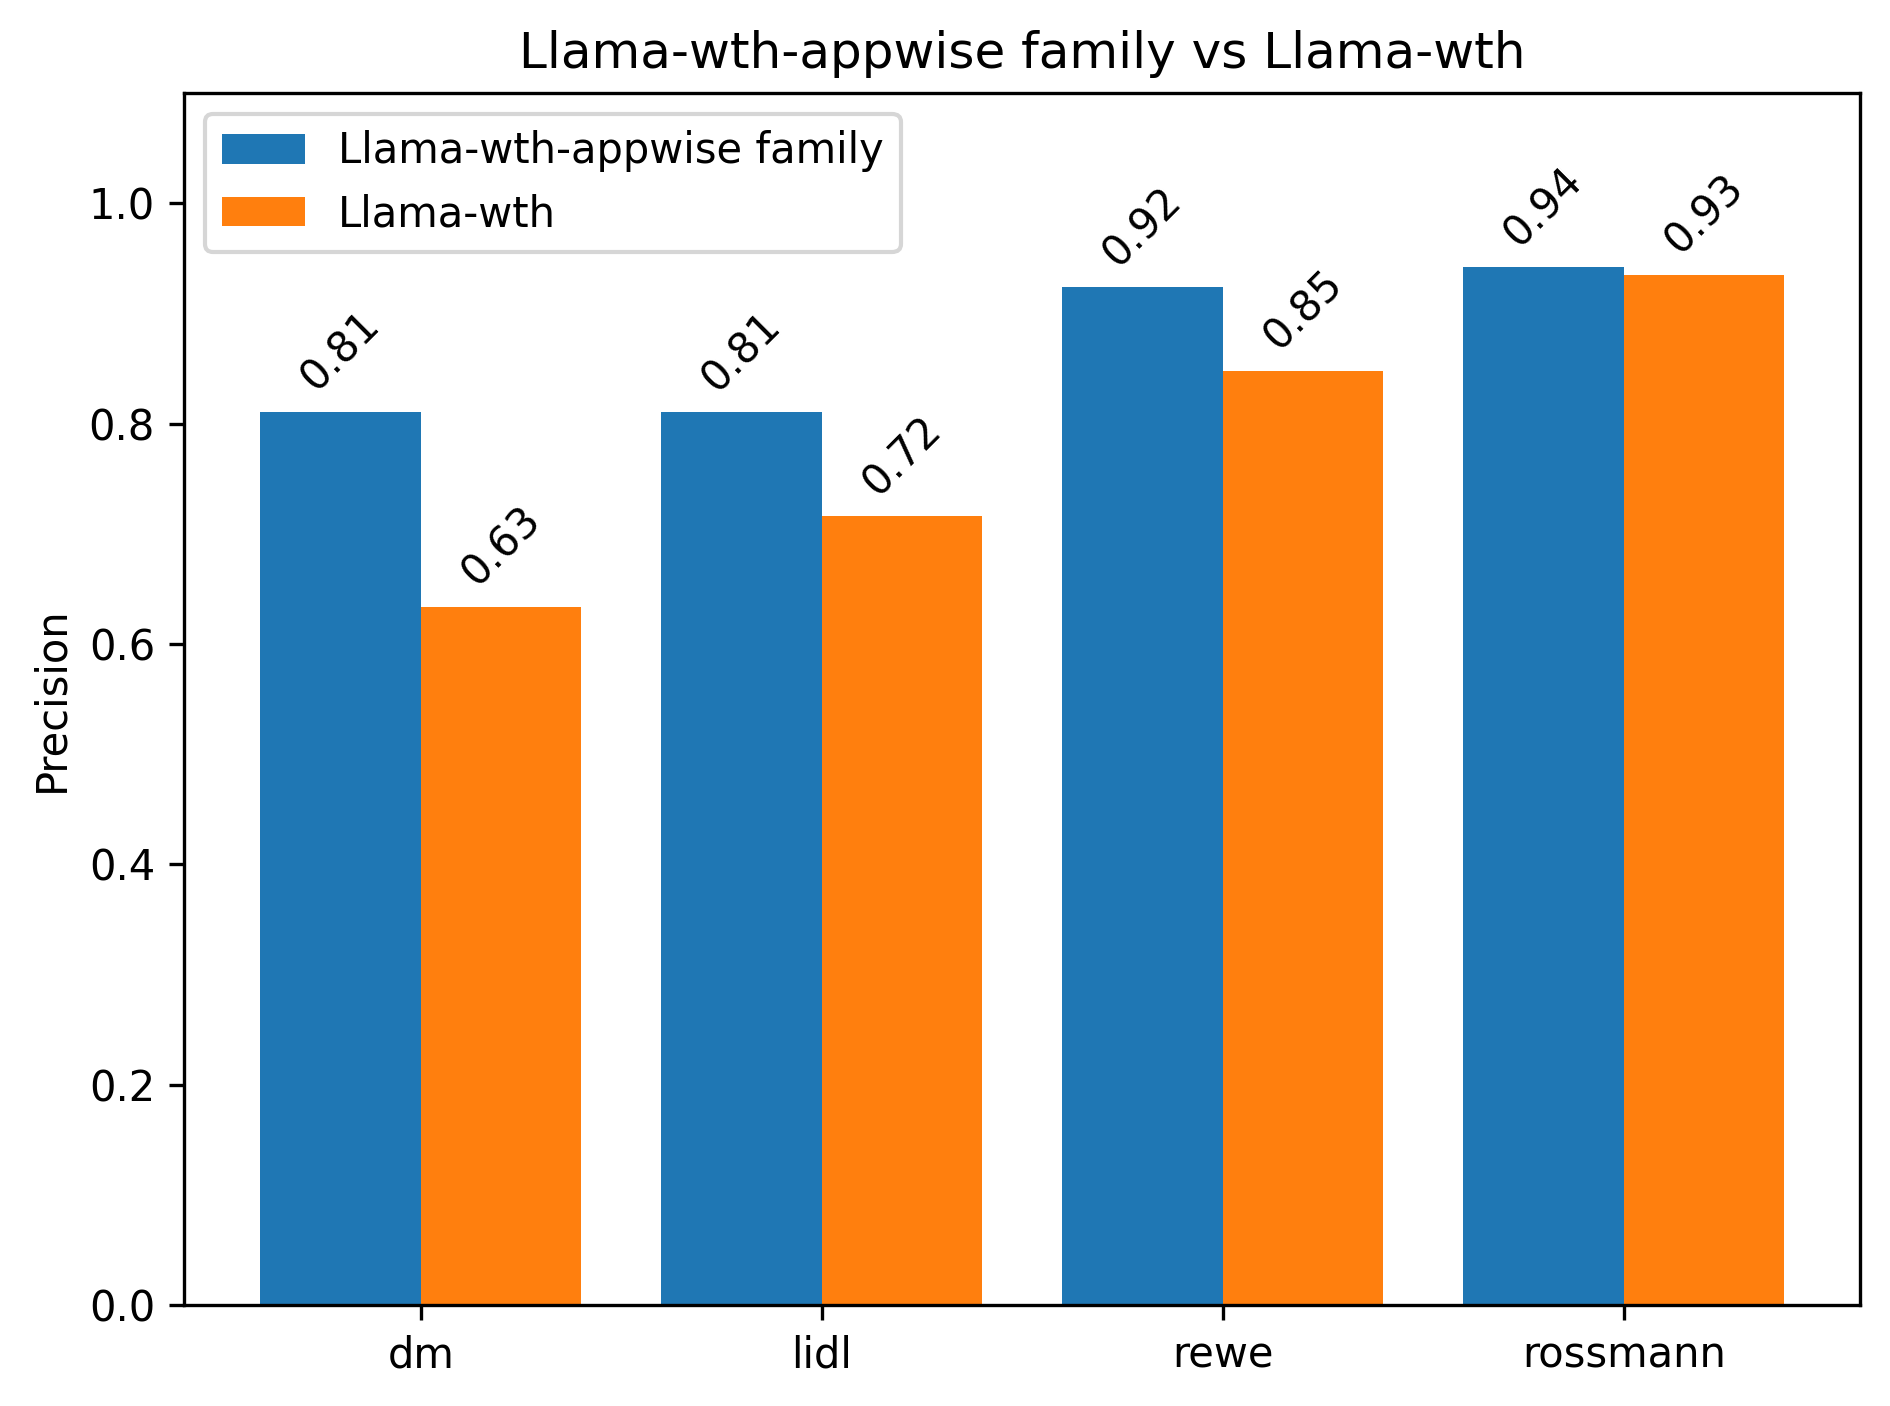 Llama-wth-appwise family vs Llama-wth
Llama-wth-appwise family
Llama-wth
Precision
1.0
0.8
0.6
0.4
0.2
0.0
0.81
0.63
0.81
0.72
0.92
0.85
0.94
0.93
dm
lidl
rewe
rossmann